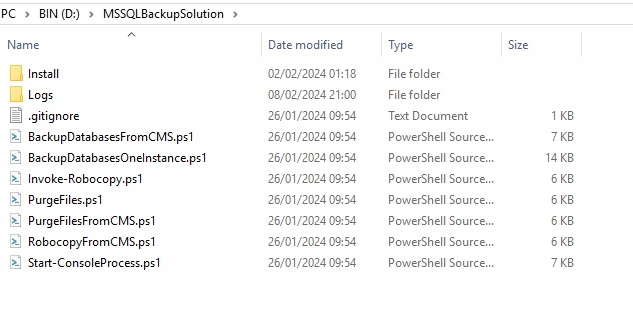 PC > BIN (D:) > MSSQLBackupSolution >
Name Date modified Type Size
Install 02/02/2024 01:18 File folder
Logs 08/02/2024 21:00 File folder
.gitignore 26/01/2024 09:54 Text Document 1 KB
BackupDatabasesFromCMS.ps1 26/01/2024 09:54 PowerShell Source... 7 KB
BackupDatabasesOneInstance.ps1 26/01/2024 09:54 PowerShell Source... 14 KB
Invoke-Robocopy.ps1 26/01/2024 09:54 PowerShell Source... 6 KB
PurgeFiles.ps1 26/01/2024 09:54 PowerShell Source... 6 KB
PurgeFilesFromCMS.ps1 26/01/2024 09:54 PowerShell Source... 6 KB
RobocopyFromCMS.ps1 26/01/2024 09:54 PowerShell Source... 6 KB
Start-ConsoleProcess.ps1 26/01/2024 09:54 PowerShell Source... 7 KB